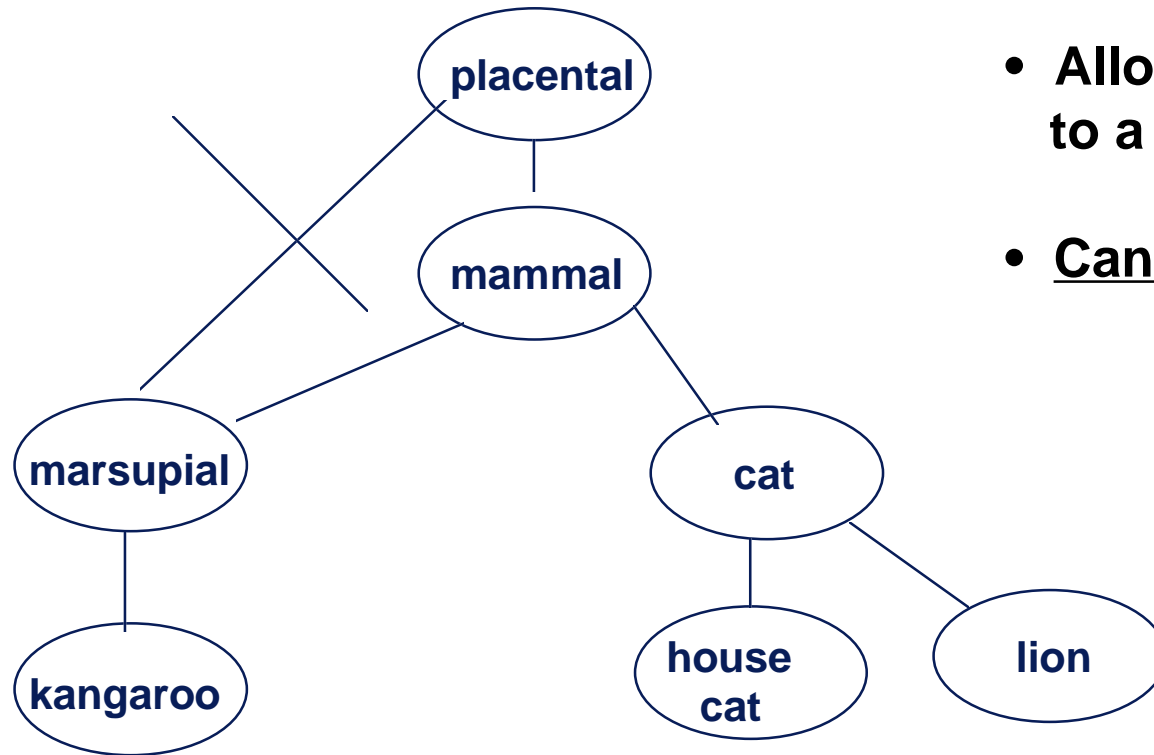 placental
mammal
marsupial
cat
kangaroo
house
cat
lion
• Allo
to a
• Can